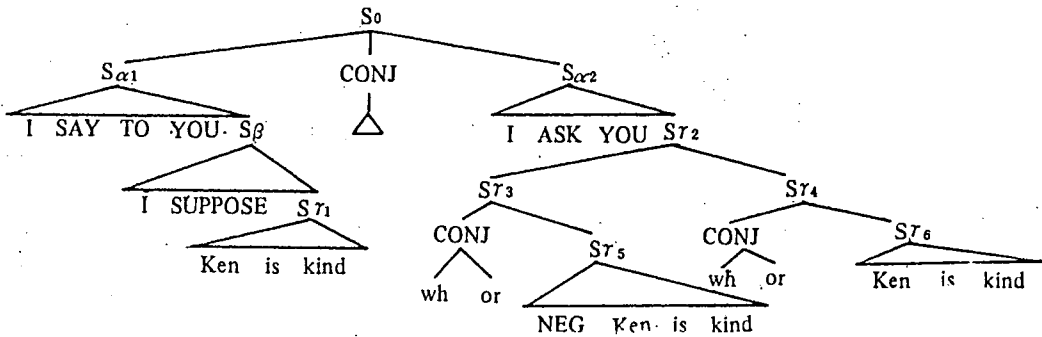 S0
Sα1 CONJ Sα2
I SAY TO YOU. Sβ I ASK YOU Sγ2
I SUPPOSE Sγ1 Sγ3 Sγ4
CONJ CONJ Sγ6
Ken is kind Sγ5 Ken is kind
wh or wh or
NEG Ken is kind